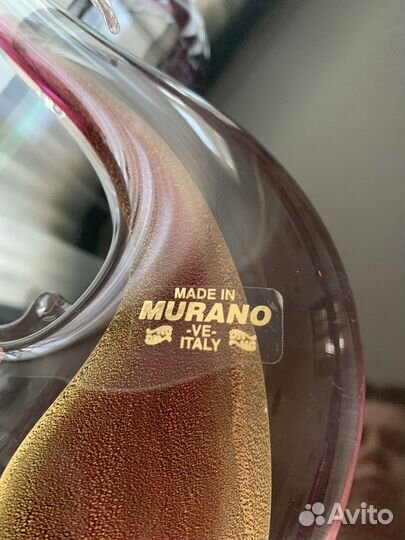 MADE IN
MURANO
-VE-
ITALY
Avito